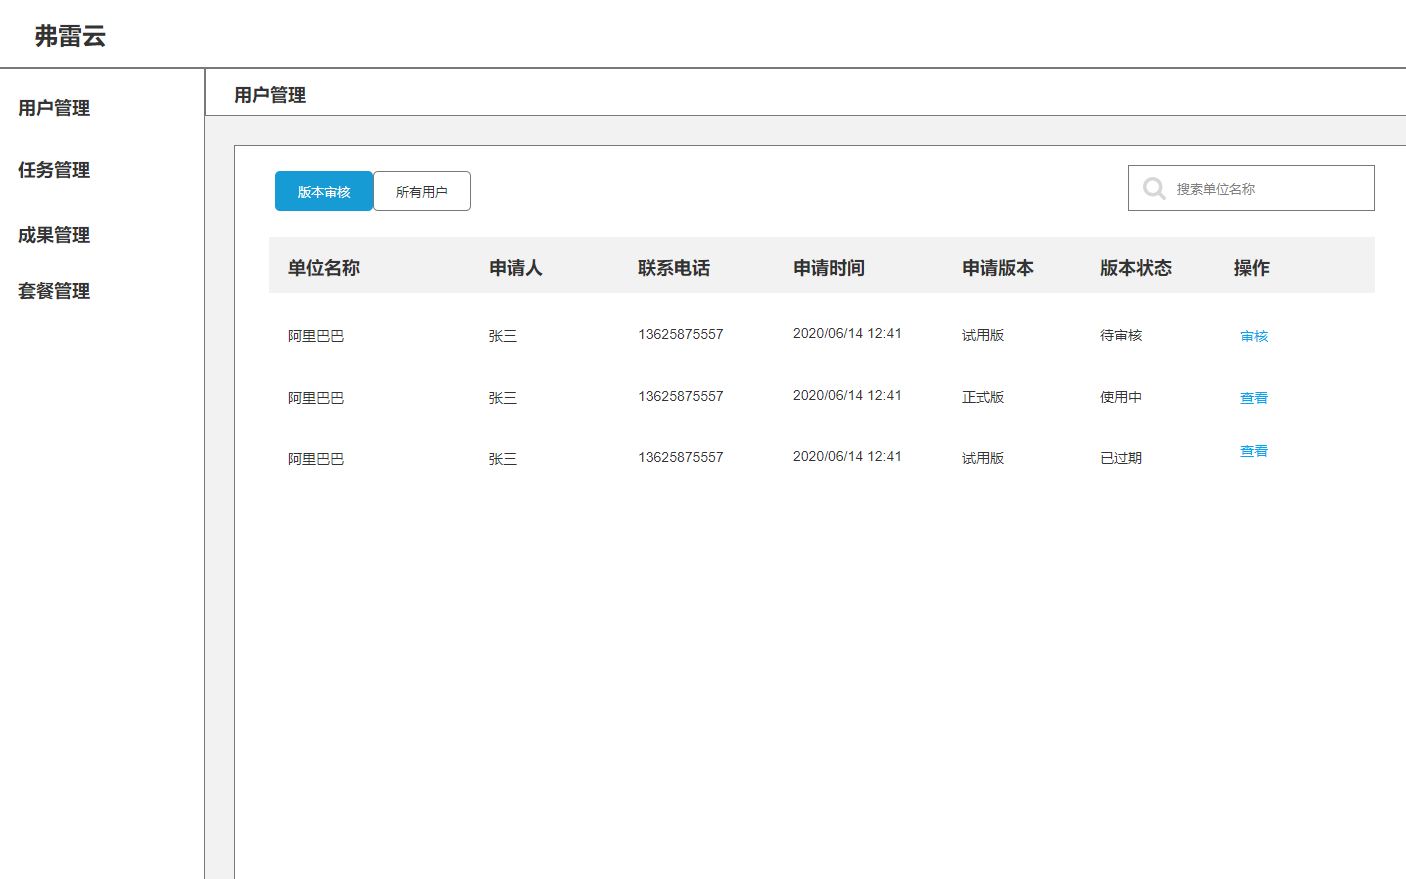 弗雷云
用户管理
任务管理
成果管理
套餐管理
用户管理
版本审核 所有用户 搜索单位名称
单位名称 申请人 联系电话 申请时间 申请版本 版本状态 操作
阿里巴巴 张三 13625875557 2020/06/14 12:41 试用版 待审核 审核
阿里巴巴 张三 13625875557 2020/06/14 12:41 正式版 使用中 查看
阿里巴巴 张三 13625875557 2020/06/14 12:41 试用版 已过期 查看